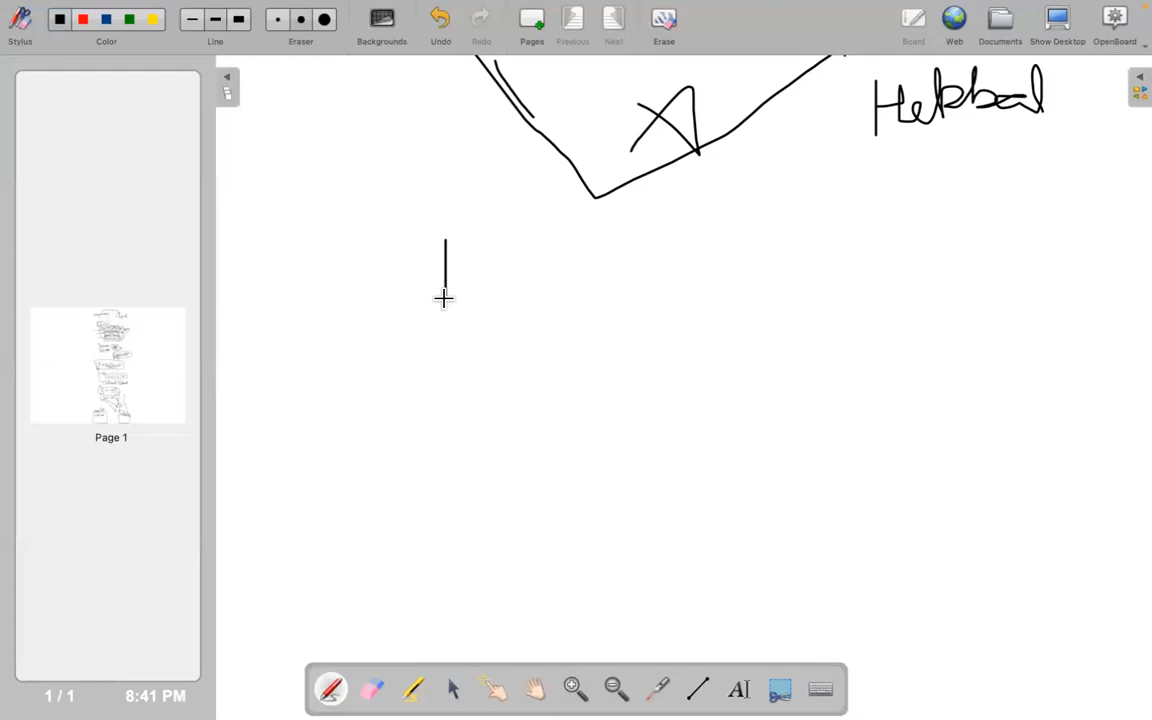 Stylus Color Line Eraser Backgrounds Undo Redo Pages Previous Next Erase Board Web Documents Show Desktop OpenBoard
Hebbal
A
Page 1
1 / 1 8:41 PM